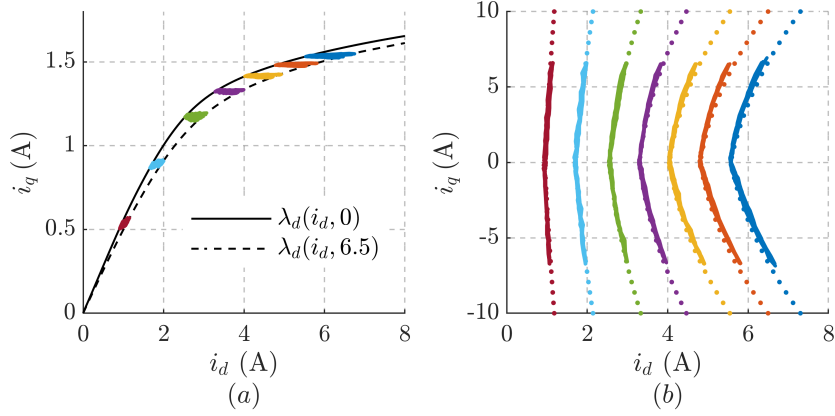 1.5
1
0.5
0
i_q (A)
λ_d(i_d, 0)
λ_d(i_d, 6.5)
0 2 4 6 8
i_d (A)
(a)
10
5
0
-5
-10
i_q (A)
0 2 4 6 8
i_d (A)
(b)